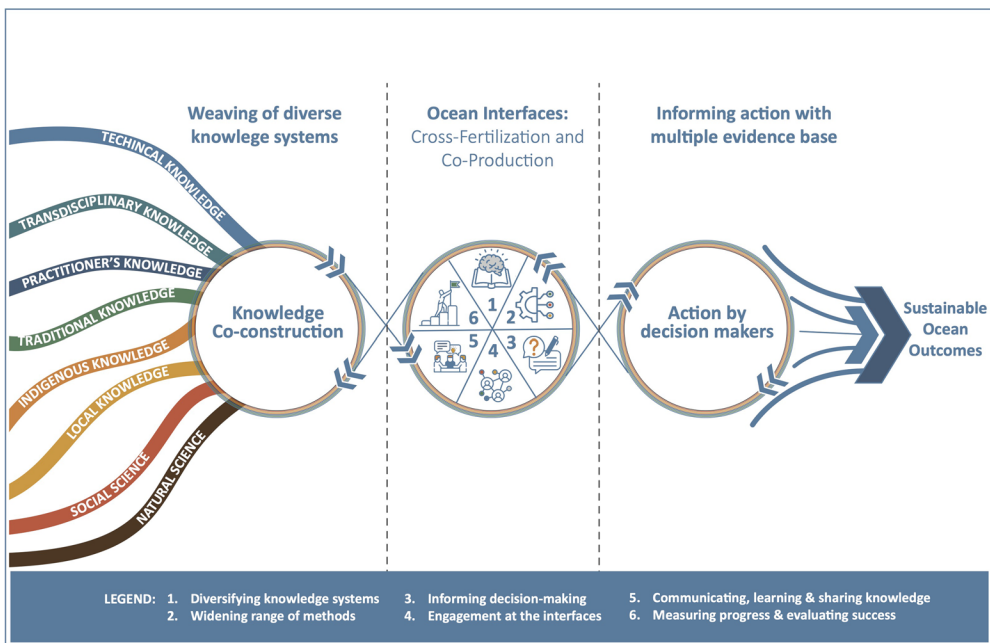 Weaving of diverse
knowlege systems
Ocean Interfaces:
Cross-Fertilization and
Co-Production
Informing action with
multiple evidence base
TECHINCAL KNOWLEDGE
TRANSDISCIPLINARY KNOWLEDGE
PRACTITIONER'S KNOWLEDGE
TRADITIONAL KNOWLEDGE
INDIGENOUS KNOWLEDGE
LOCAL KNOWLEDGE
SOCIAL SCIENCE
NATURAL SCIENCE
Knowledge
Co-construction
1
2
3
4
5
6
?
Action by
decision makers
Sustainable
Ocean
Outcomes
LEGEND: 1. Diversifying knowledge systems
2. Widening range of methods
3. Informing decision-making
4. Engagement at the interfaces
5. Communicating, learning & sharing knowledge
6. Measuring progress & evaluating success